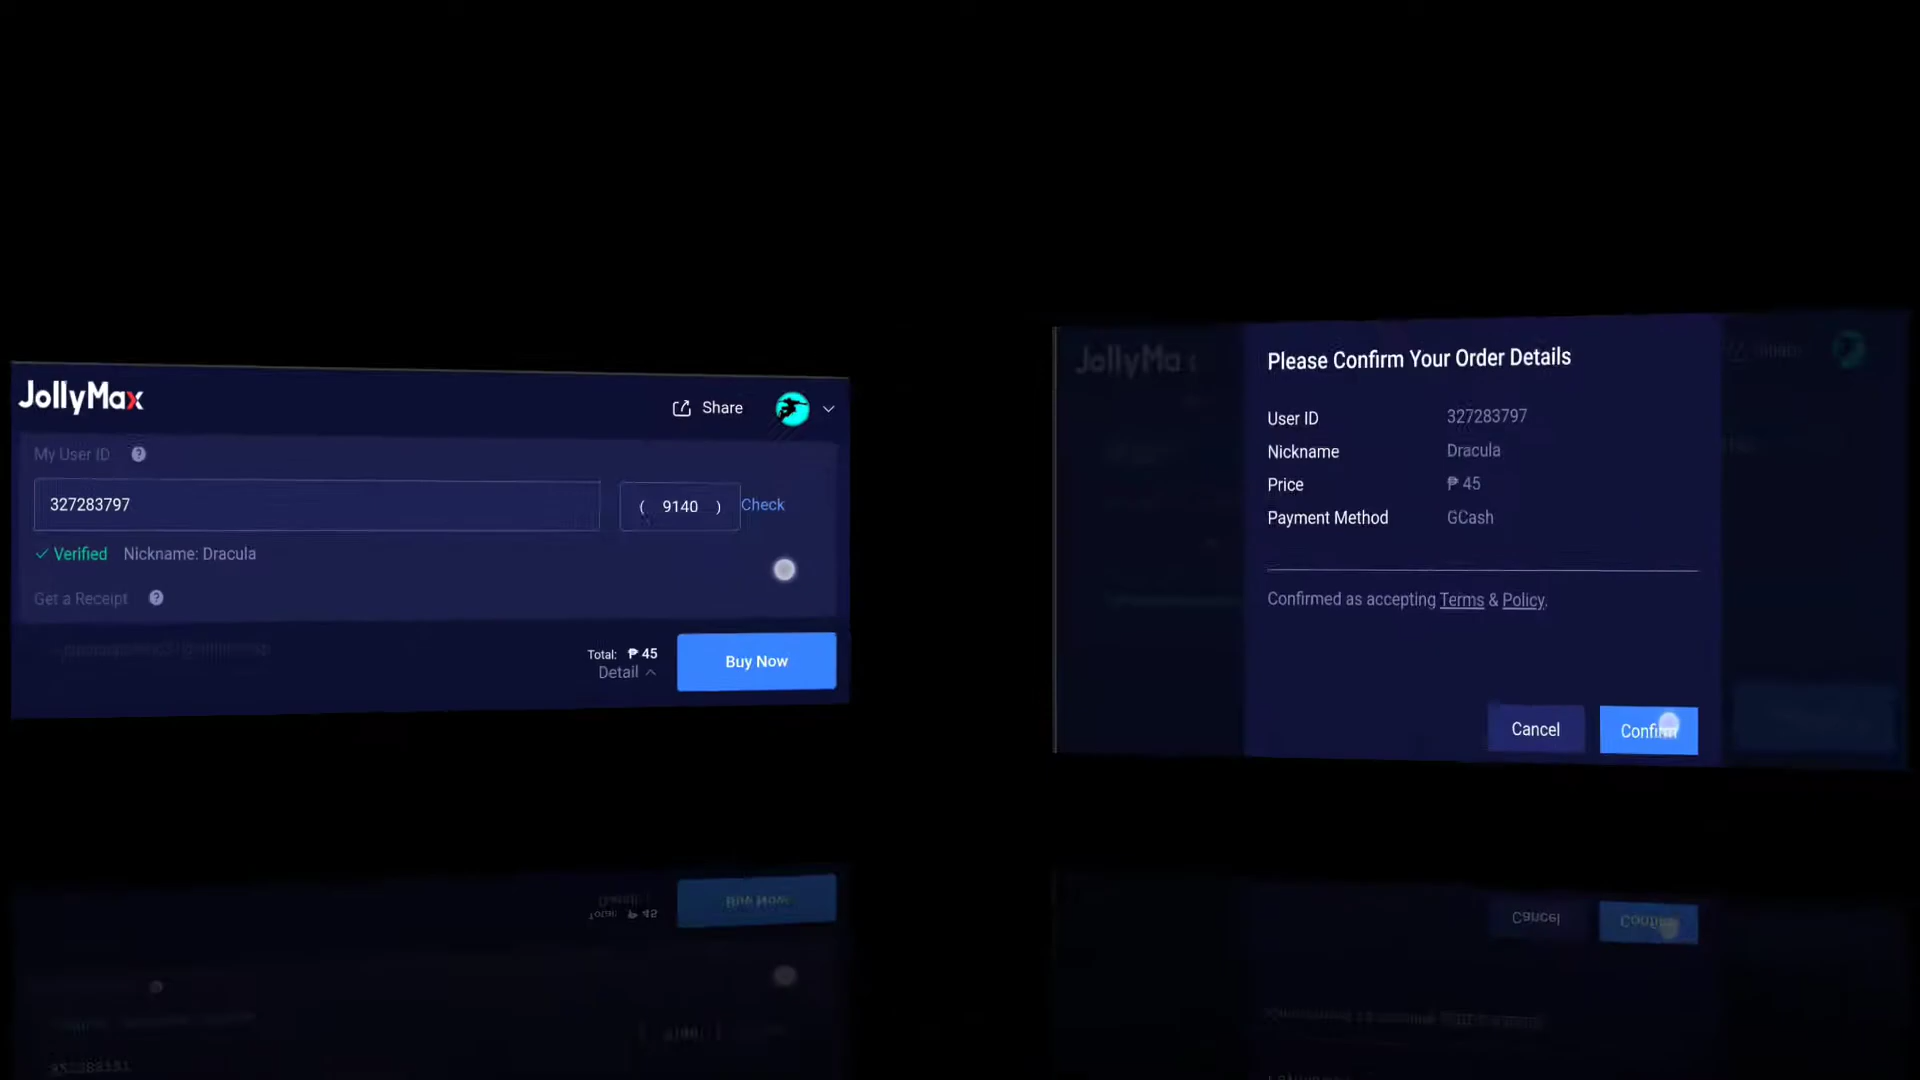 JollyMax
Share
My User ID
327283797
( 9140 )
Check
Verified
Nickname: Dracula
Get a Receipt
Total: ₱ 45
Detail
Buy Now
JollyMa
Please Confirm Your Order Details
User ID 327283797
Nickname Dracula
Price ₱ 45
Payment Method GCash
Confirmed as accepting Terms & Policy.
Cancel
Confirm